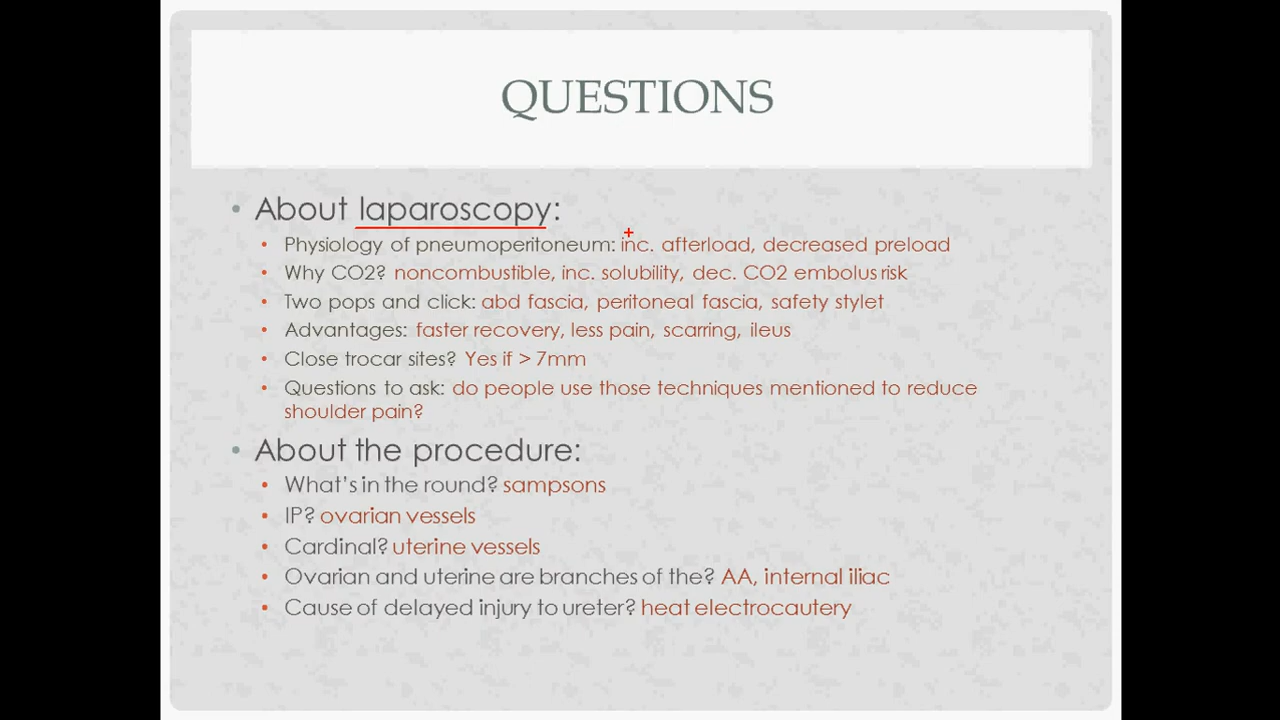 QUESTIONS
• About laparoscopy:
• Physiology of pneumoperitoneum: inc. afterload, decreased preload
• Why CO2? noncombustible, inc. solubility, dec. CO2 embolus risk
• Two pops and click: abd fascia, peritoneal fascia, safety stylet
• Advantages: faster recovery, less pain, scarring, ileus
• Close trocar sites? Yes if > 7mm
• Questions to ask: do people use those techniques mentioned to reduce
shoulder pain?
• About the procedure:
• What's in the round? sampsons
• IP? ovarian vessels
• Cardinal? uterine vessels
• Ovarian and uterine are branches of the? AA, internal iliac
• Cause of delayed injury to ureter? heat electrocautery